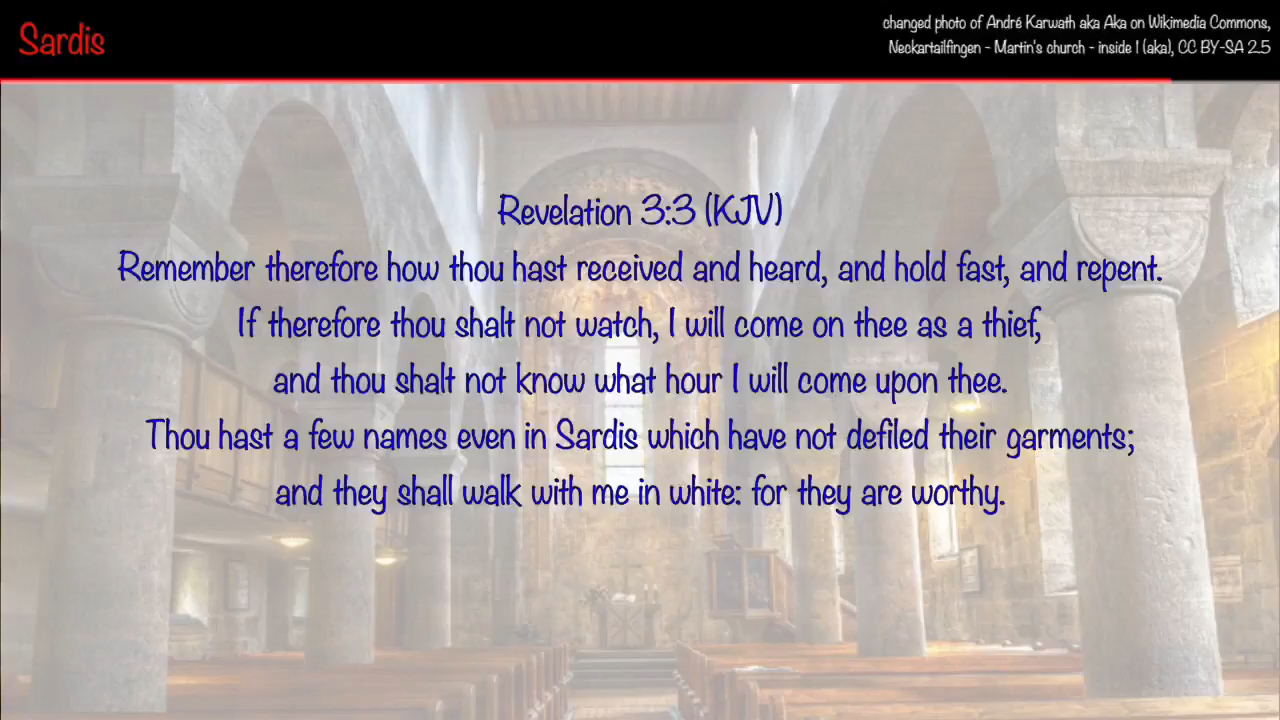 Sardis
changed photo of André Karwath aka Aka on Wikimedia Commons,
Neckartailfingen - Martin's church - inside 1 (aka), CC BY-SA 2.5
Revelation 3:3 (KJV)
Remember therefore how thou hast received and heard, and hold fast, and repent.
If therefore thou shalt not watch, I will come on thee as a thief,
and thou shalt not know what hour I will come upon thee.
Thou hast a few names even in Sardis which have not defiled their garments;
and they shall walk with me in white: for they are worthy.